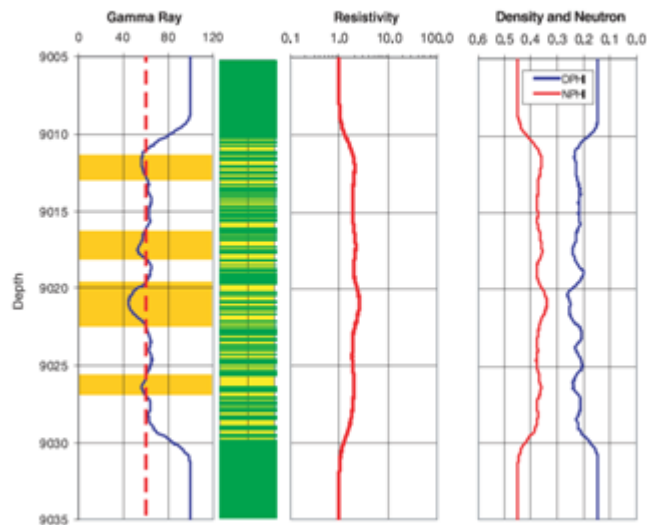 Gamma Ray
Resistivity
Density and Neutron
0 40 80 120
0.1 1.0 10.0 100.0
0.6 0.5 0.4 0.3 0.2 0.1 0.0
DPHI
NPHI
Depth
9005
9010
9015
9020
9025
9030
9035